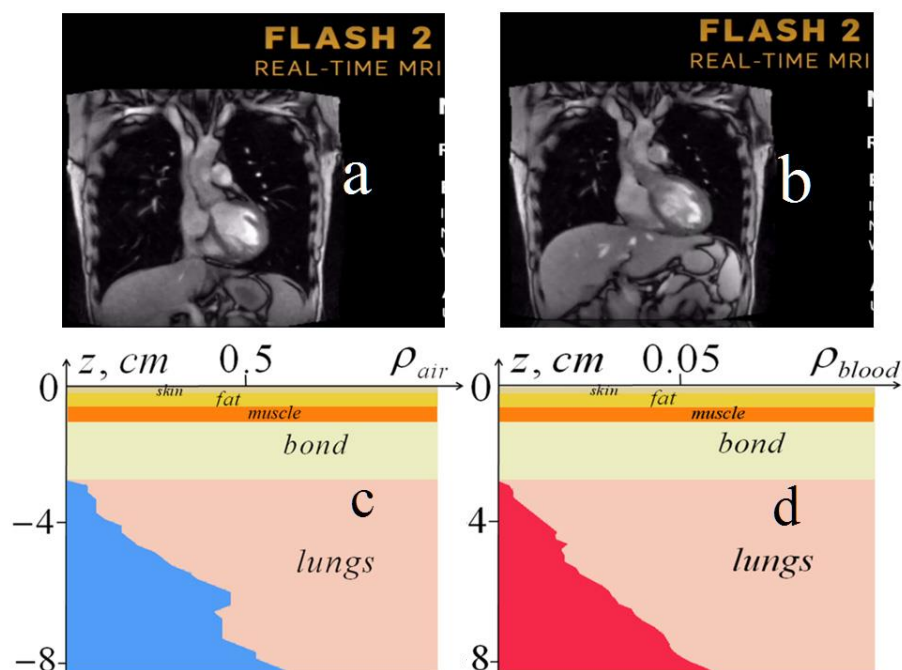 FLASH 2
REAL-TIME MRI
a
FLASH 2
REAL-TIME MRI
b
z, cm 0.5 ρair
0
skin
fat
muscle
bond
c
−4
lungs
−8
z, cm 0.05 ρblood
0
skin
fat
muscle
bond
d
4
lungs
8